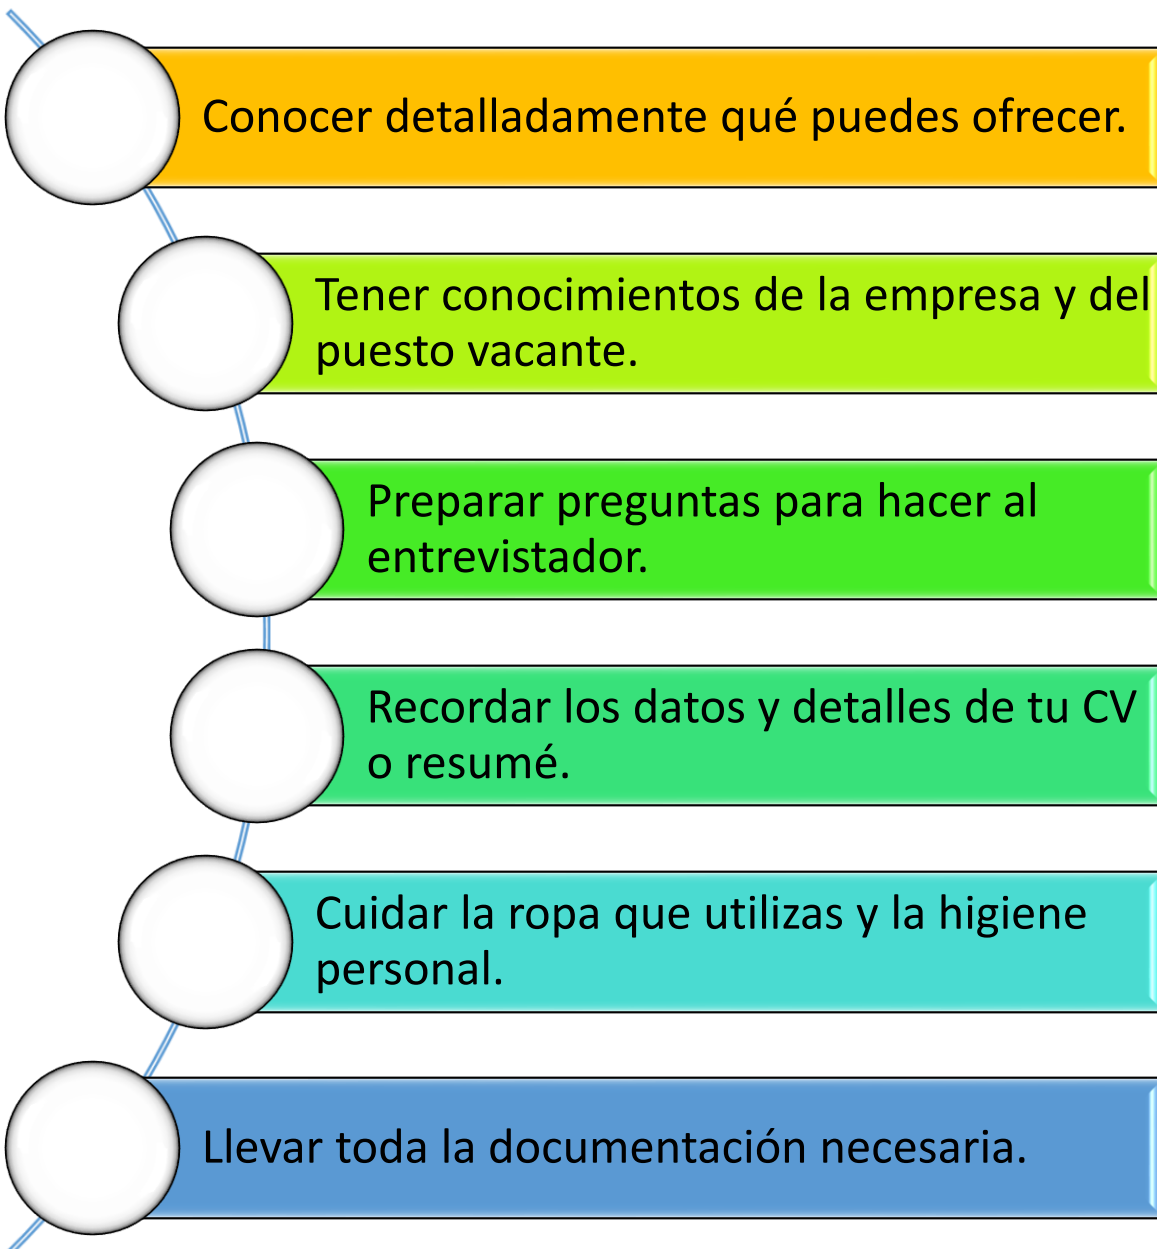 Conocer detalladamente qué puedes ofrecer.
Tener conocimientos de la empresa y del
puesto vacante.
Preparar preguntas para hacer al
entrevistador.
Recordar los datos y detalles de tu CV
o resumé.
Cuidar la ropa que utilizas y la higiene
personal.
Llevar toda la documentación necesaria.